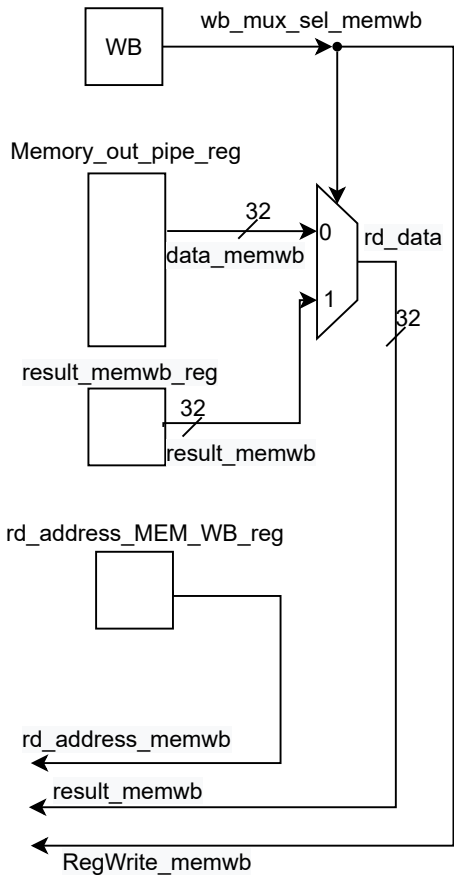 wb_mux_sel_memwb
WB
Memory_out_pipe_reg
32
0
rd_data
data_memwb
1
32
result_memwb_reg
32
result_memwb
rd_address_MEM_WB_reg
rd_address_memwb
result_memwb
RegWrite_memwb